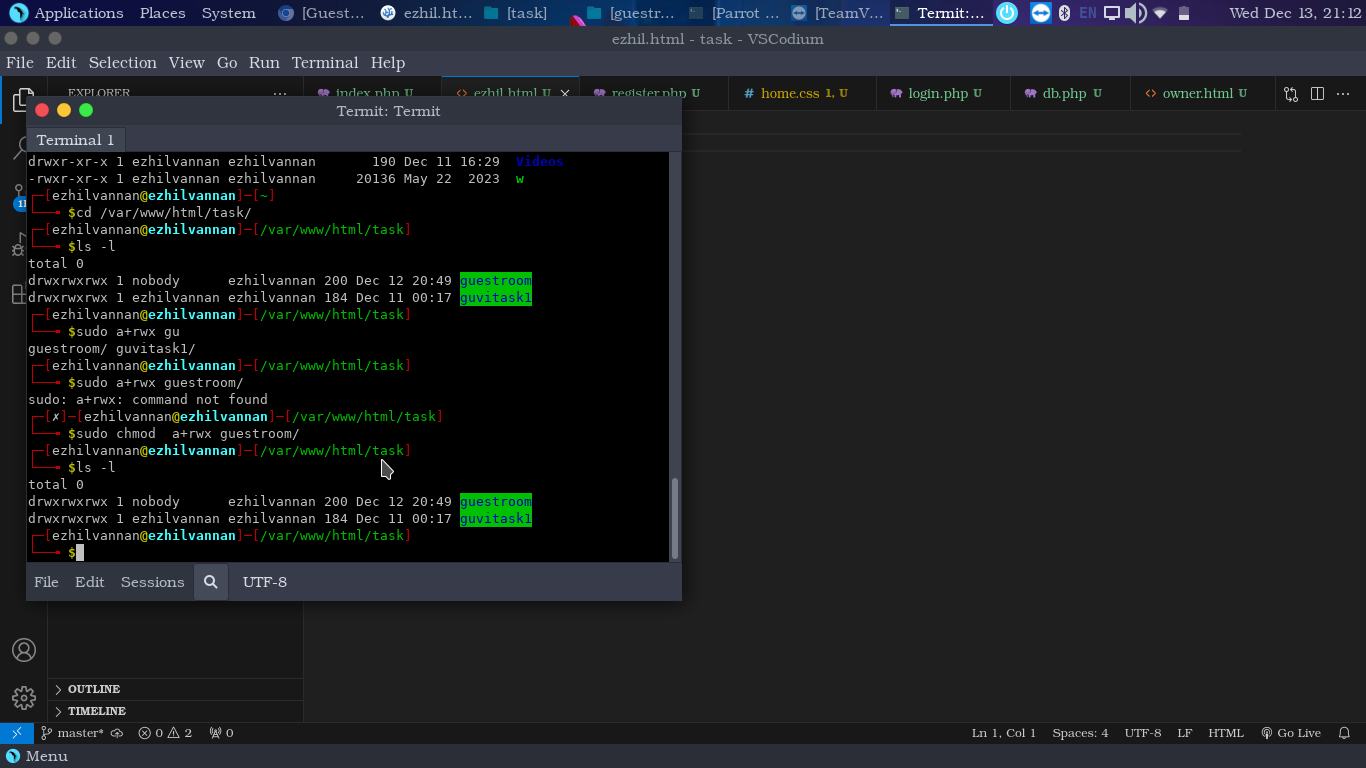 Applications Places System [Guest... ezhil.ht... [task] [guestr... [Parrot ... [TeamV... Termit:... EN Wed Dec 13, 21:12
ezhil.html - task - VSCodium
File Edit Selection View Go Run Terminal Help
EXPLORER ... index.php U ezhil.html U register.php U # home.css 1, U login.php U db.php U owner.html U ...
Termit: Termit
Terminal 1
drwxr-xr-x 1 ezhilvannan ezhilvannan 190 Dec 11 16:29 Videos
-rwxr-xr-x 1 ezhilvannan ezhilvannan 20136 May 22 2023 w
┌─[ezhilvannan@ezhilvannan]─[~]
└──╼ $cd /var/www/html/task/
┌─[ezhilvannan@ezhilvannan]─[/var/www/html/task]
└──╼ $ls -l
total 0
drwxrwxrwx 1 nobody ezhilvannan 200 Dec 12 20:49 guestroom
drwxrwxrwx 1 ezhilvannan ezhilvannan 184 Dec 11 00:17 guvitask1
┌─[ezhilvannan@ezhilvannan]─[/var/www/html/task]
└──╼ $sudo a+rwx gu
guestroom/ guvitask1/
┌─[ezhilvannan@ezhilvannan]─[/var/www/html/task]
└──╼ $sudo a+rwx guestroom/
sudo: a+rwx: command not found
┌─[✗]─[ezhilvannan@ezhilvannan]─[/var/www/html/task]
└──╼ $sudo chmod  a+rwx guestroom/
┌─[ezhilvannan@ezhilvannan]─[/var/www/html/task]
└──╼ $ls -l
total 0
drwxrwxrwx 1 nobody ezhilvannan 200 Dec 12 20:49 guestroom
drwxrwxrwx 1 ezhilvannan ezhilvannan 184 Dec 11 00:17 guvitask1
┌─[ezhilvannan@ezhilvannan]─[/var/www/html/task]
└──╼ $
File Edit Sessions UTF-8
OUTLINE
TIMELINE
master* 0 2 0 Ln 1, Col 1 Spaces: 4 UTF-8 LF HTML Go Live
Menu